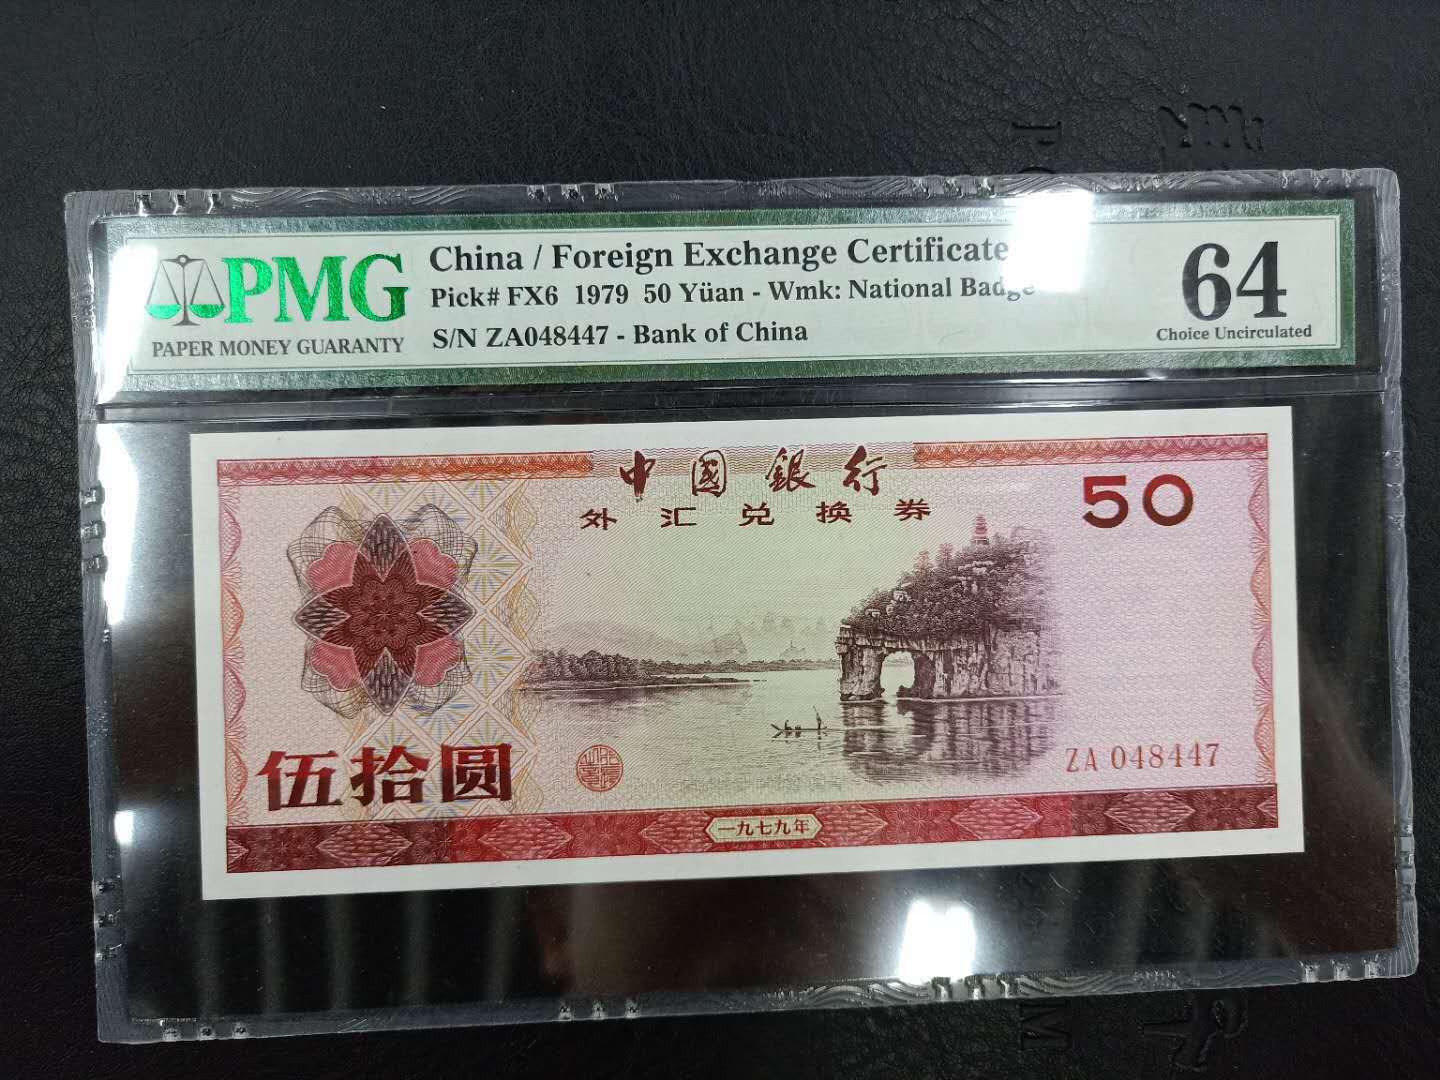 PMG
PAPER MONEY GUARANTY
China / Foreign Exchange Certificate
Pick# FX6 1979 50 Yüan - Wmk: National Badge
S/N ZA048447 - Bank of China
64
Choice Uncirculated
中國銀行
外汇兑换券
50
伍拾圆
ZA 048447
一九七九年